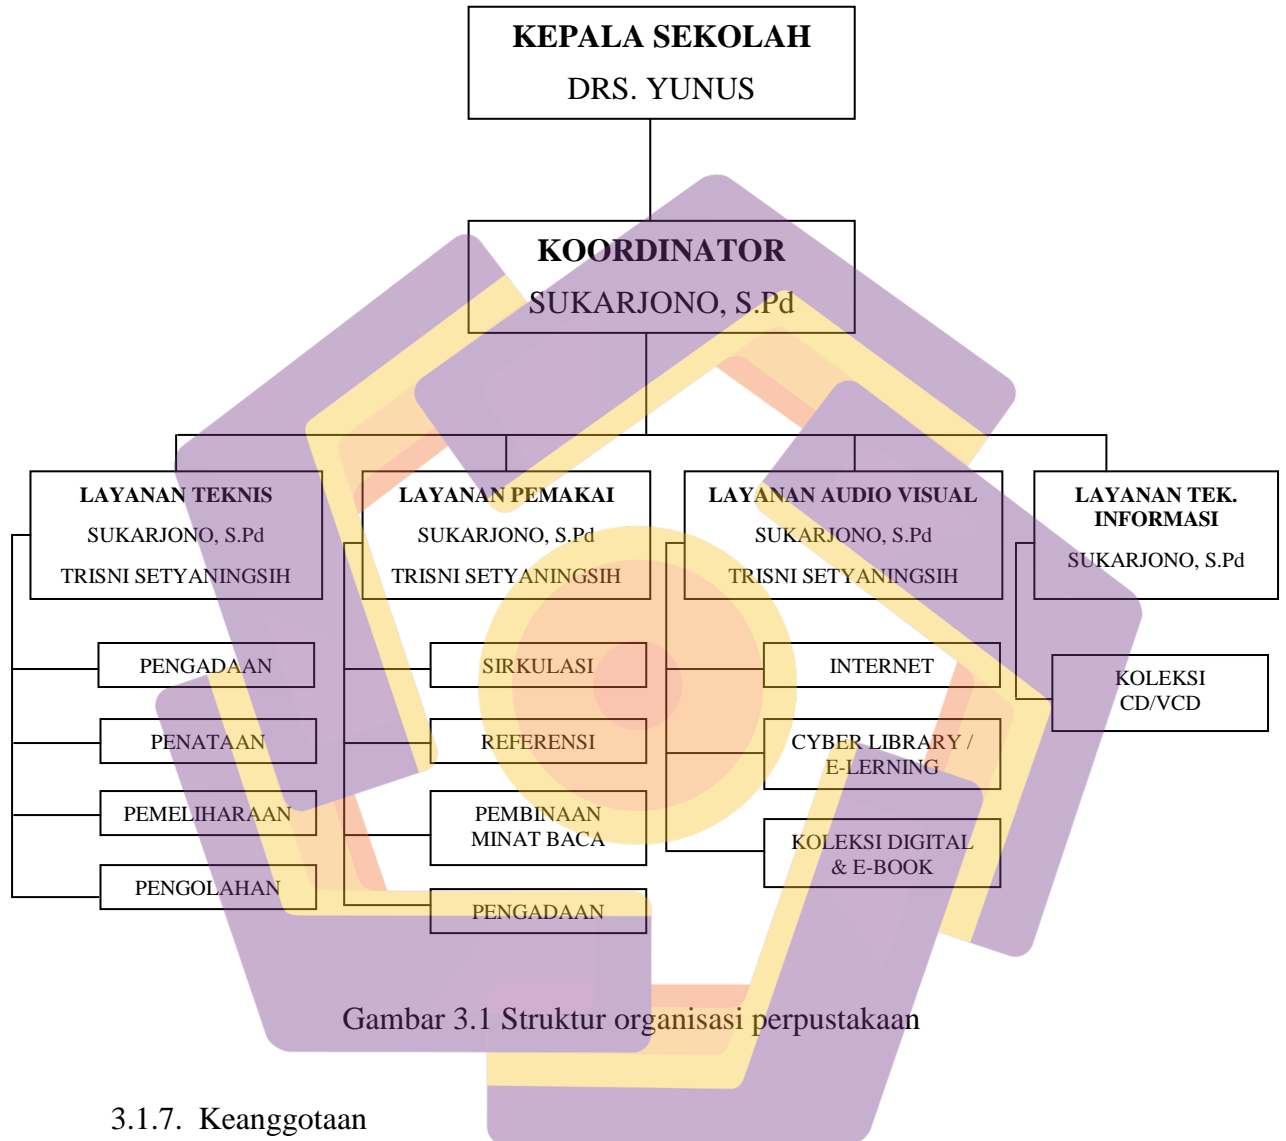 KEPALA SEKOLAH
DRS. YUNUS
KOORDINATOR
SUKARJONO, S.Pd
LAYANAN TEKNIS
SUKARJONO, S.Pd
TRISNI SETYANINGSIH
PENGADAAN
PENATAAN
PEMELIHARAAN
PENGOLAHAN
LAYANAN PEMAKAI
SUKARJONO, S.Pd
TRISNI SETYANINGSIH
SIRKULASI
REFERENSI
PEMBINAAN
MINAT BACA
PENGADAAN
LAYANAN AUDIO VISUAL
SUKARJONO, S.Pd
TRISNI SETYANINGSIH
INTERNET
CYBER LIBRARY /
E-LERNING
KOLEKSI DIGITAL
& E-BOOK
LAYANAN TEK.
INFORMASI
SUKARJONO, S.Pd
KOLEKSI
CD/VCD
Gambar 3.1 Struktur organisasi perpustakaan
3.1.7. Keanggotaan